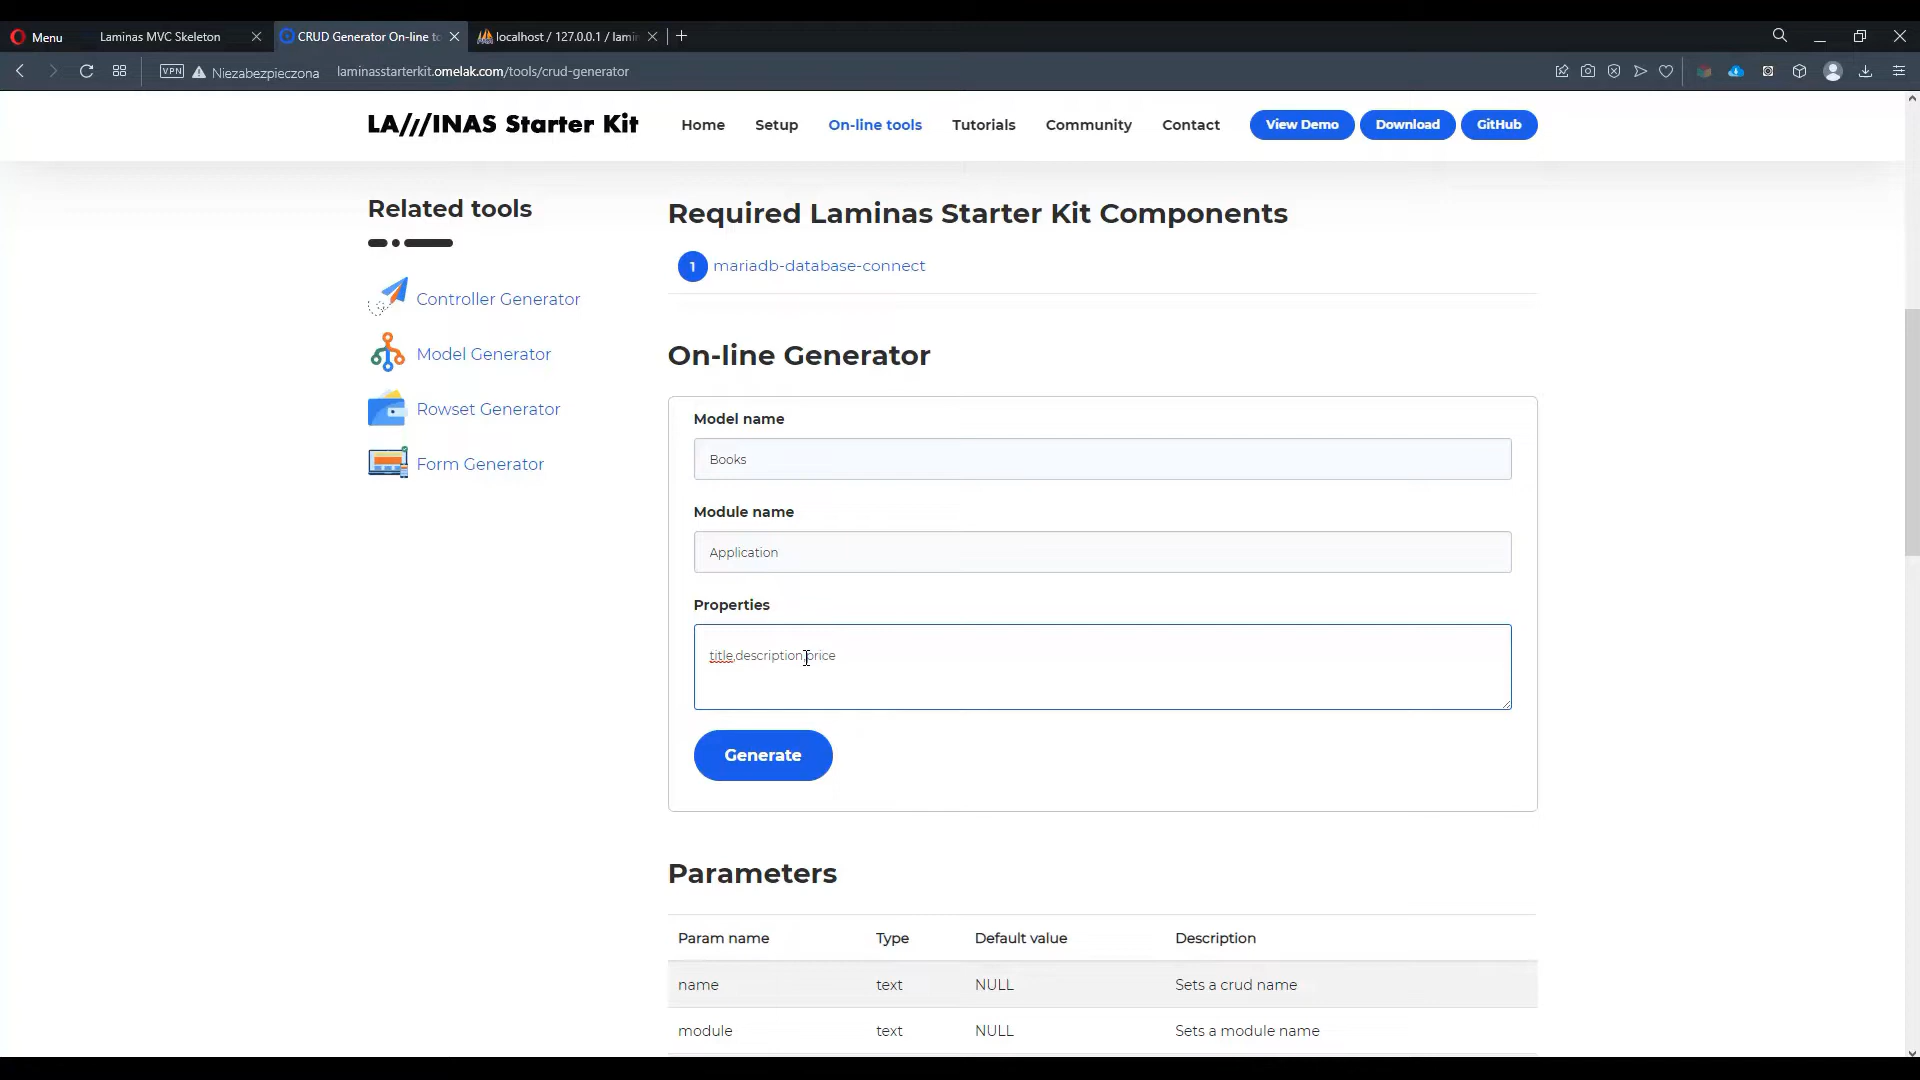 Menu
Laminas MVC Skeleton
CRUD Generator On-line to
localhost / 127.0.0.1 / lamin
VPN
Niezabezpieczona
laminasstarterkit.omelak.com/tools/crud-generator
LA///INAS Starter Kit
Home
Setup
On-line tools
Tutorials
Community
Contact
View Demo
Download
GitHub
Related tools
Controller Generator
Model Generator
Rowset Generator
Form Generator
Required Laminas Starter Kit Components
1 mariadb-database-connect
On-line Generator
Model name
Books
Module name
Application
Properties
title,description,price
Generate
Parameters
Param name Type Default value Description
name text NULL Sets a crud name
module text NULL Sets a module name